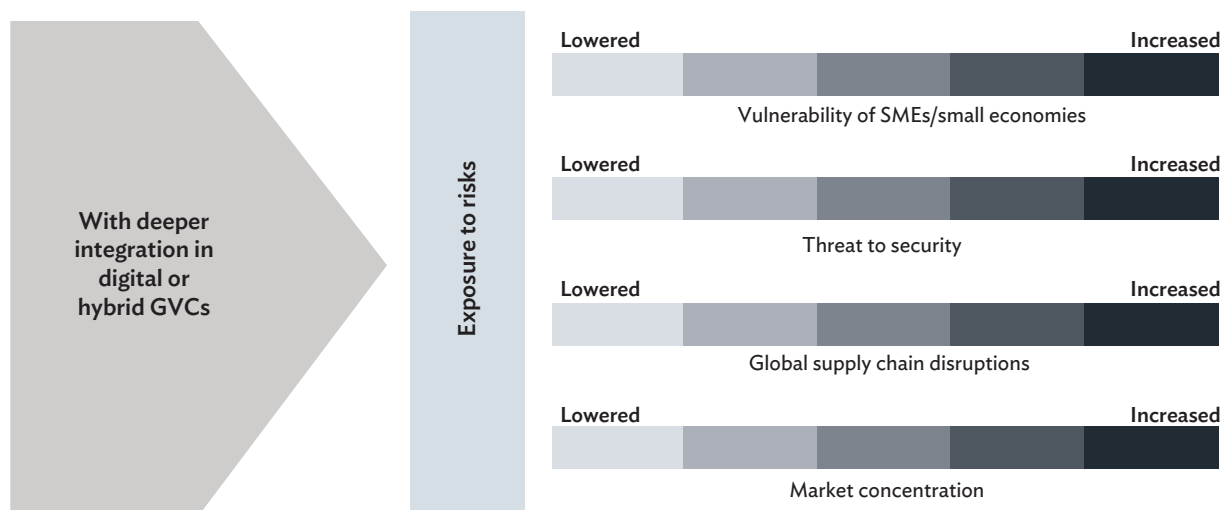 With deeper
integration in
digital or
hybrid GVCs
Exposure to risks
Lowered Increased
Vulnerability of SMEs/small economies
Lowered Increased
Threat to security
Lowered Increased
Global supply chain disruptions
Lowered Increased
Market concentration